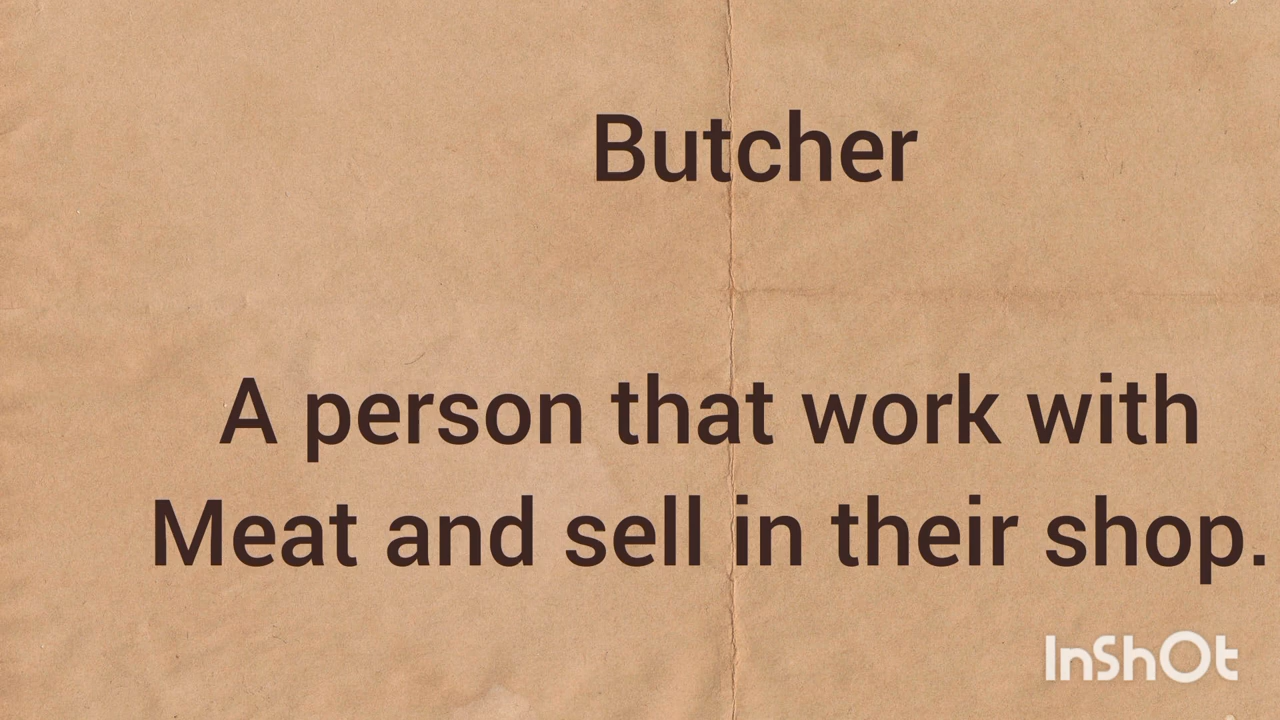 Butcher
A person that work with
Meat and sell in their shop.
InShOt